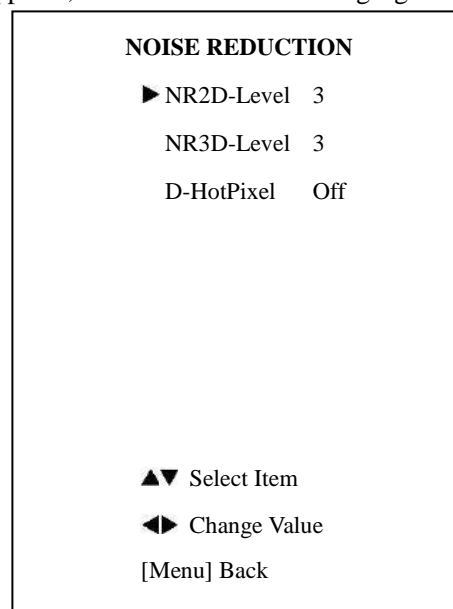 NOISE REDUCTION
▶ NR2D-Level 3
NR3D-Level 3
D-HotPixel Off
▲▼ Select Item
◀▶ Change Value
[Menu] Back